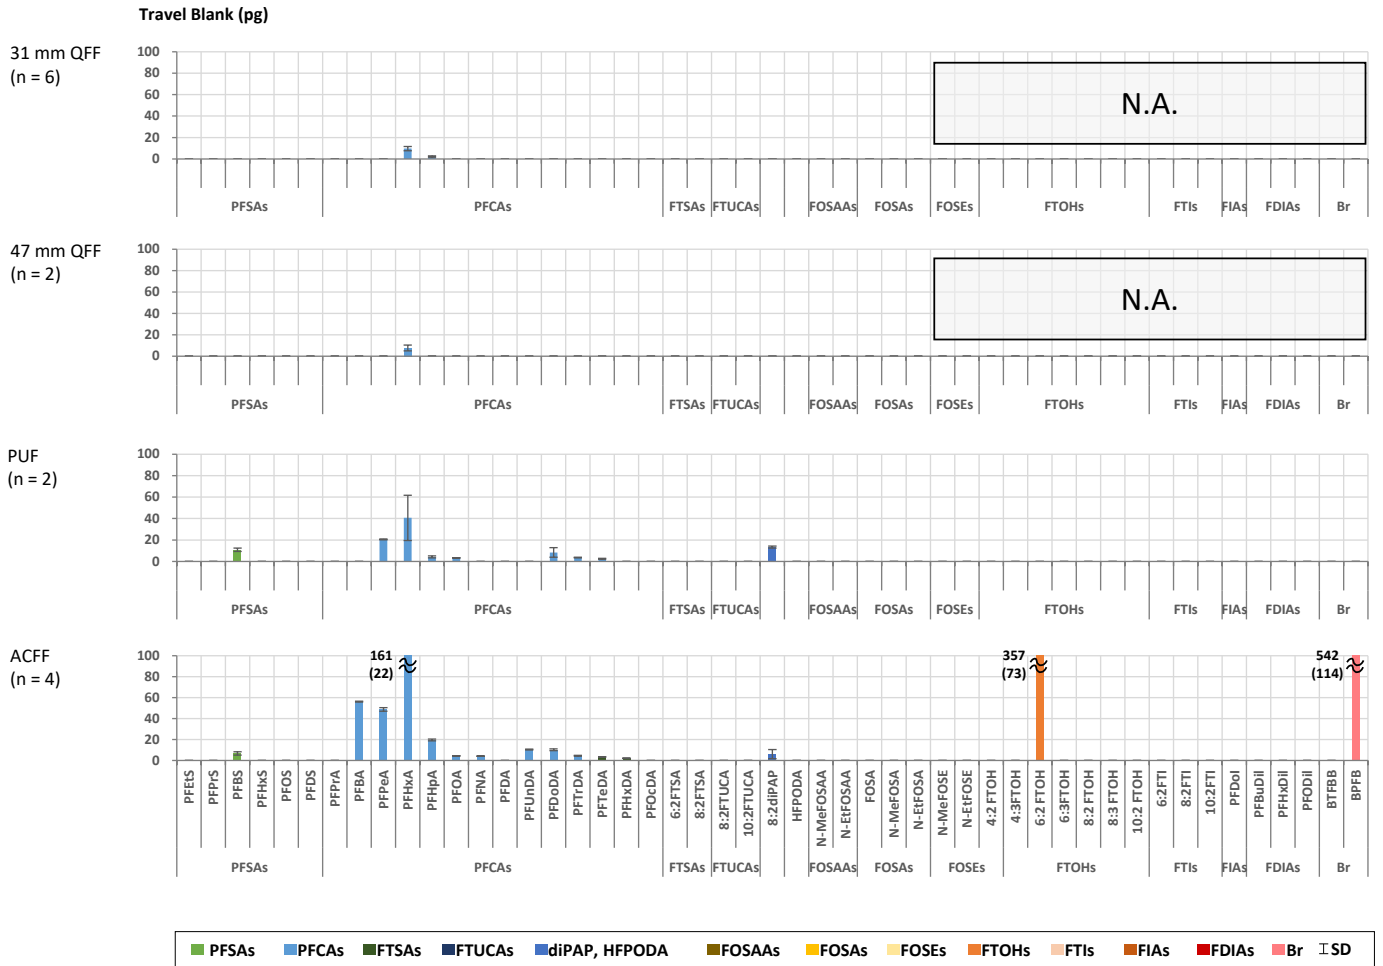 Travel Blank (pg)
31 mm QFF
(n = 6)
100
80
60
40
20
0
N.A.
PFSAs PFCAs FTSAs FTUCAs FOSAAs FOSAs FOSEs FTOHs FTIs FIAs FDIAs Br
47 mm QFF
(n = 2)
100
80
60
40
20
0
N.A.
PFSAs PFCAs FTSAs FTUCAs FOSAAs FOSAs FOSEs FTOHs FTIs FIAs FDIAs Br
PUF
(n = 2)
100
80
60
40
20
0
PFSAs PFCAs FTSAs FTUCAs FOSAAs FOSAs FOSEs FTOHs FTIs FIAs FDIAs Br
ACFF
(n = 4)
100
80
60
40
20
0
161
(22)
357
(73)
542
(114)
PFEtS
PFPrS
PFBS
PFHxS
PFOS
PFDS
PFPrA
PFBA
PFPeA
PFHxA
PFHpA
PFOA
PFNA
PFDA
PFUnDA
PFDoDA
PFTrDA
PFTeDA
PFHxDA
PFOcDA
6:2FTSA
8:2FTSA
8:2FTUCA
10:2FTUCA
8:2diPAP
HFPODA
N-MeFOSAA
N-EtFOSAA
FOSA
N-MeFOSA
N-EtFOSA
N-MeFOSE
N-EtFOSE
4:2 FTOH
4:3FTOH
6:2 FTOH
6:3FTOH
8:2 FTOH
8:3 FTOH
10:2 FTOH
6:2FTI
8:2FTI
10:2FTI
PFDoI
PFBuDiI
PFHxDiI
PFODiI
BTFBB
BPFB
PFSAs PFCAs FTSAs FTUCAs FOSAAs FOSAs FOSEs FTOHs FTIs FIAs FDIAs Br
PFSAs PFCAs FTSAs FTUCAs diPAP, HFPODA FOSAAs FOSAs FOSEs FTOHs FTIs FIAs FDIAs Br SD